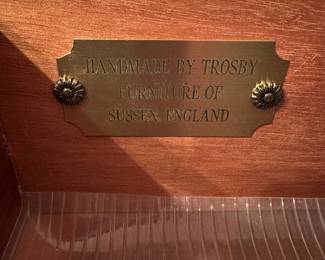 HANDMADE BY TROSBY
FURNITURE OF
SUSSEX, ENGLAND